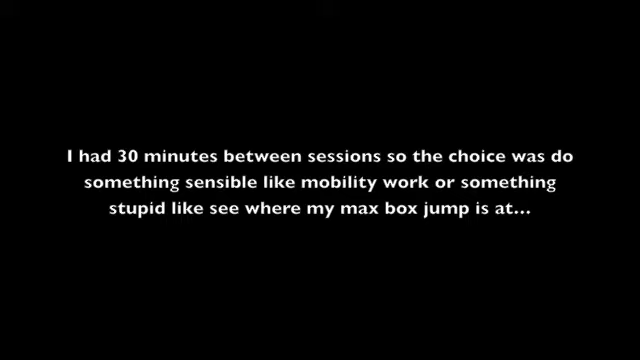 I had 30 minutes between sessions so the choice was do
something sensible like mobility work or something
stupid like see where my max box jump is at...